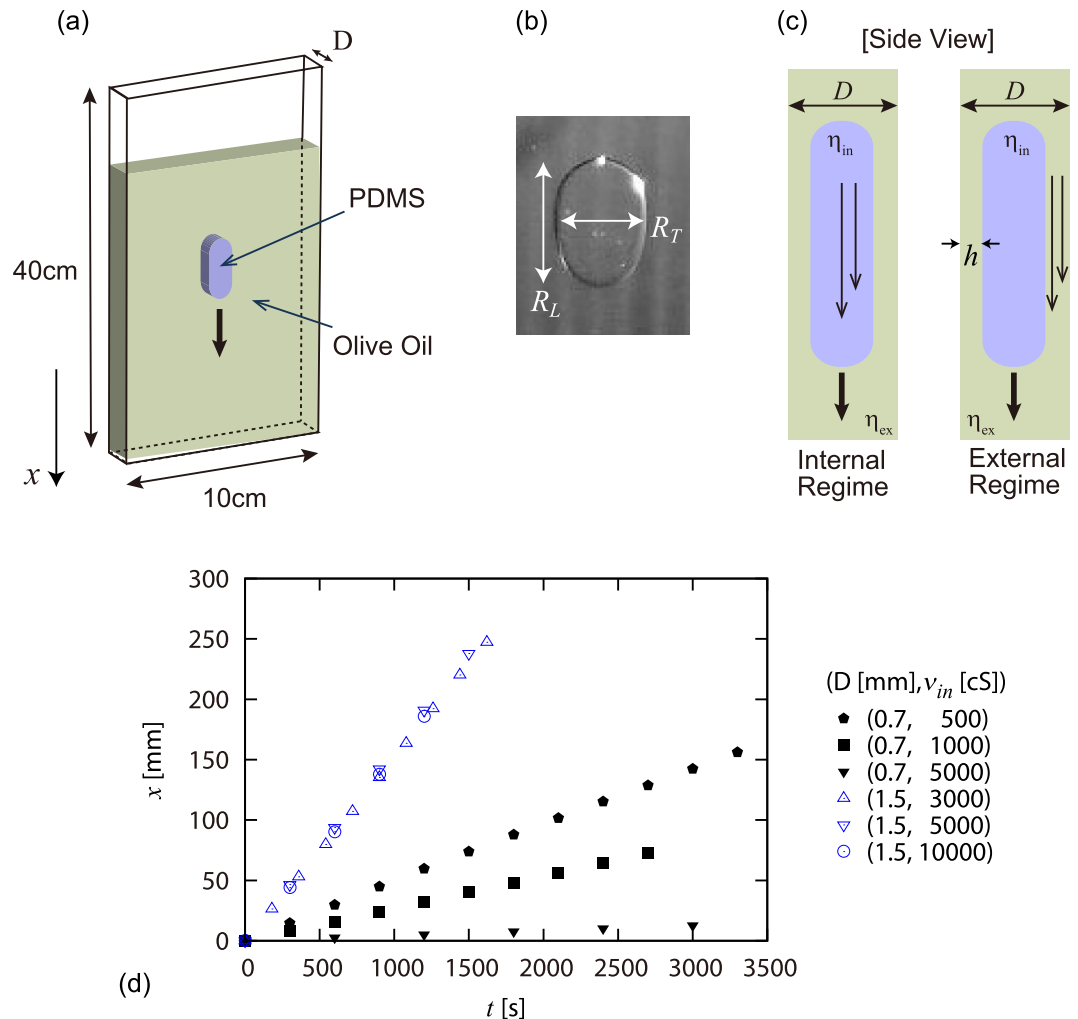 (a)
D
PDMS
40cm
Olive Oil
x
10cm
(b)
R_T
R_L
(c)
[Side View]
D
D
η_in
η_in
h
η_ex
η_ex
Internal
Regime
External
Regime
300
250
200
150
100
50
0
x [mm]
0 500 1000 1500 2000 2500 3000 3500
t [s]
(d)
(D [mm], ν_in [cS])
(0.7, 500)
(0.7, 1000)
(0.7, 5000)
(1.5, 3000)
(1.5, 5000)
(1.5, 10000)